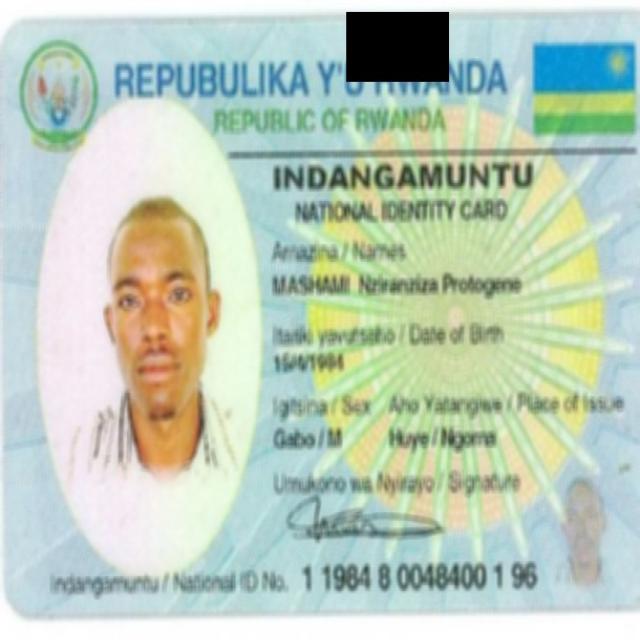 REPUBULIKA Y'U RWANDA
REPUBLIC OF RWANDA
INDANGAMUNTU
NATIONAL IDENTITY CARD
Amazina / Names
MASHAMI Nziranziza Protogene
Itariki yavutseho / Date of Birth
15/4/1984
Igitsina / Sex Aho Yatangiwe / Place of Issue
Gabo / M Huye / Ngoma
Umukono wa Nyirayo / Signature
Indangamuntu / National ID No. 1 1984 8 0048400 1 96